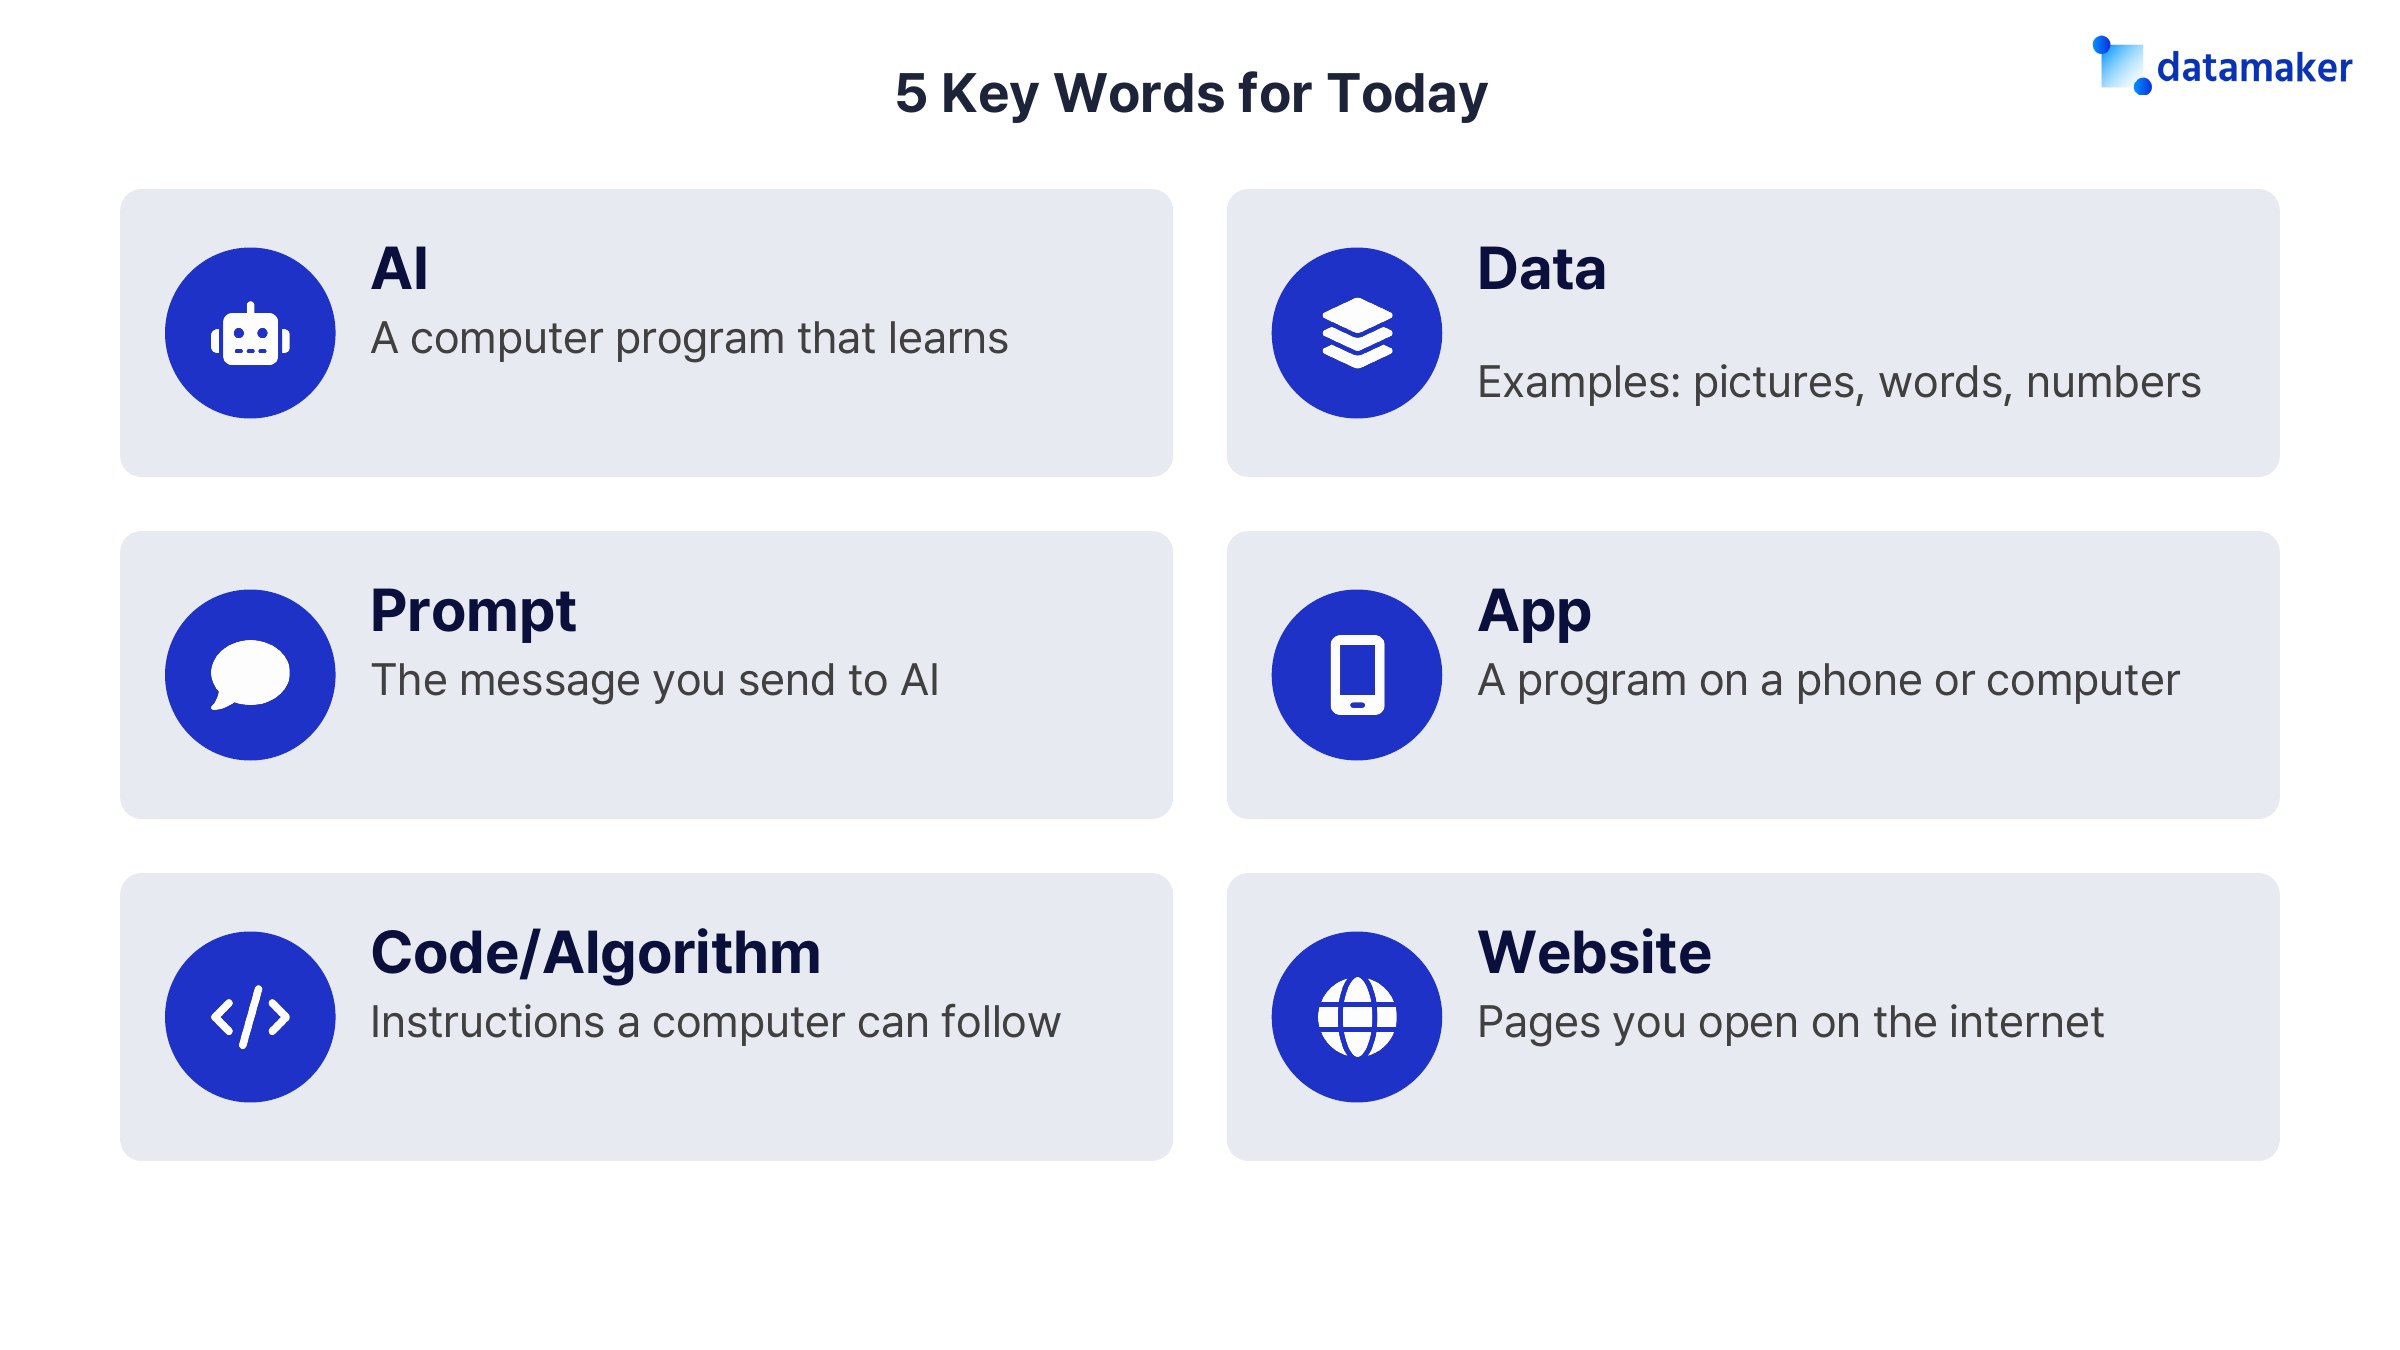 5 Key Words for Today
datamaker
AI
A computer program that learns
Data
Examples: pictures, words, numbers
Prompt
The message you send to AI
App
A program on a phone or computer
Code/Algorithm
Instructions a computer can follow
Website
Pages you open on the internet